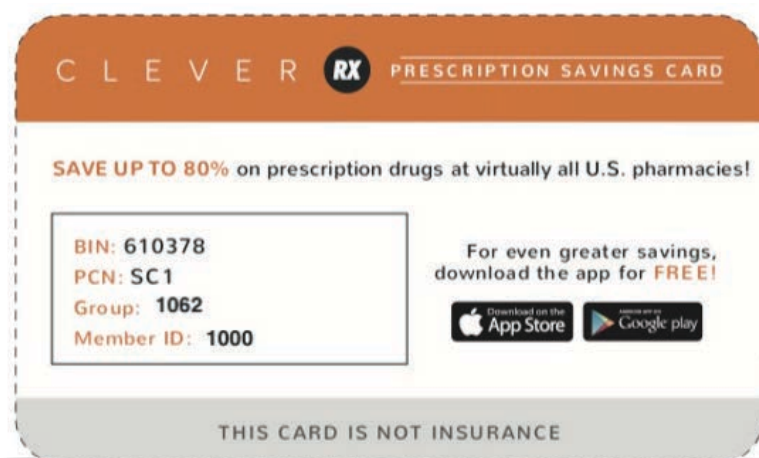 CLEVER RX PRESCRIPTION SAVINGS CARD
SAVE UP TO 80% on prescription drugs at virtually all U.S. pharmacies!
BIN: 610378
PCN: SC1
Group: 1062
Member ID: 1000
For even greater savings,
download the app for FREE!
Download on the
App Store
Google play
THIS CARD IS NOT INSURANCE